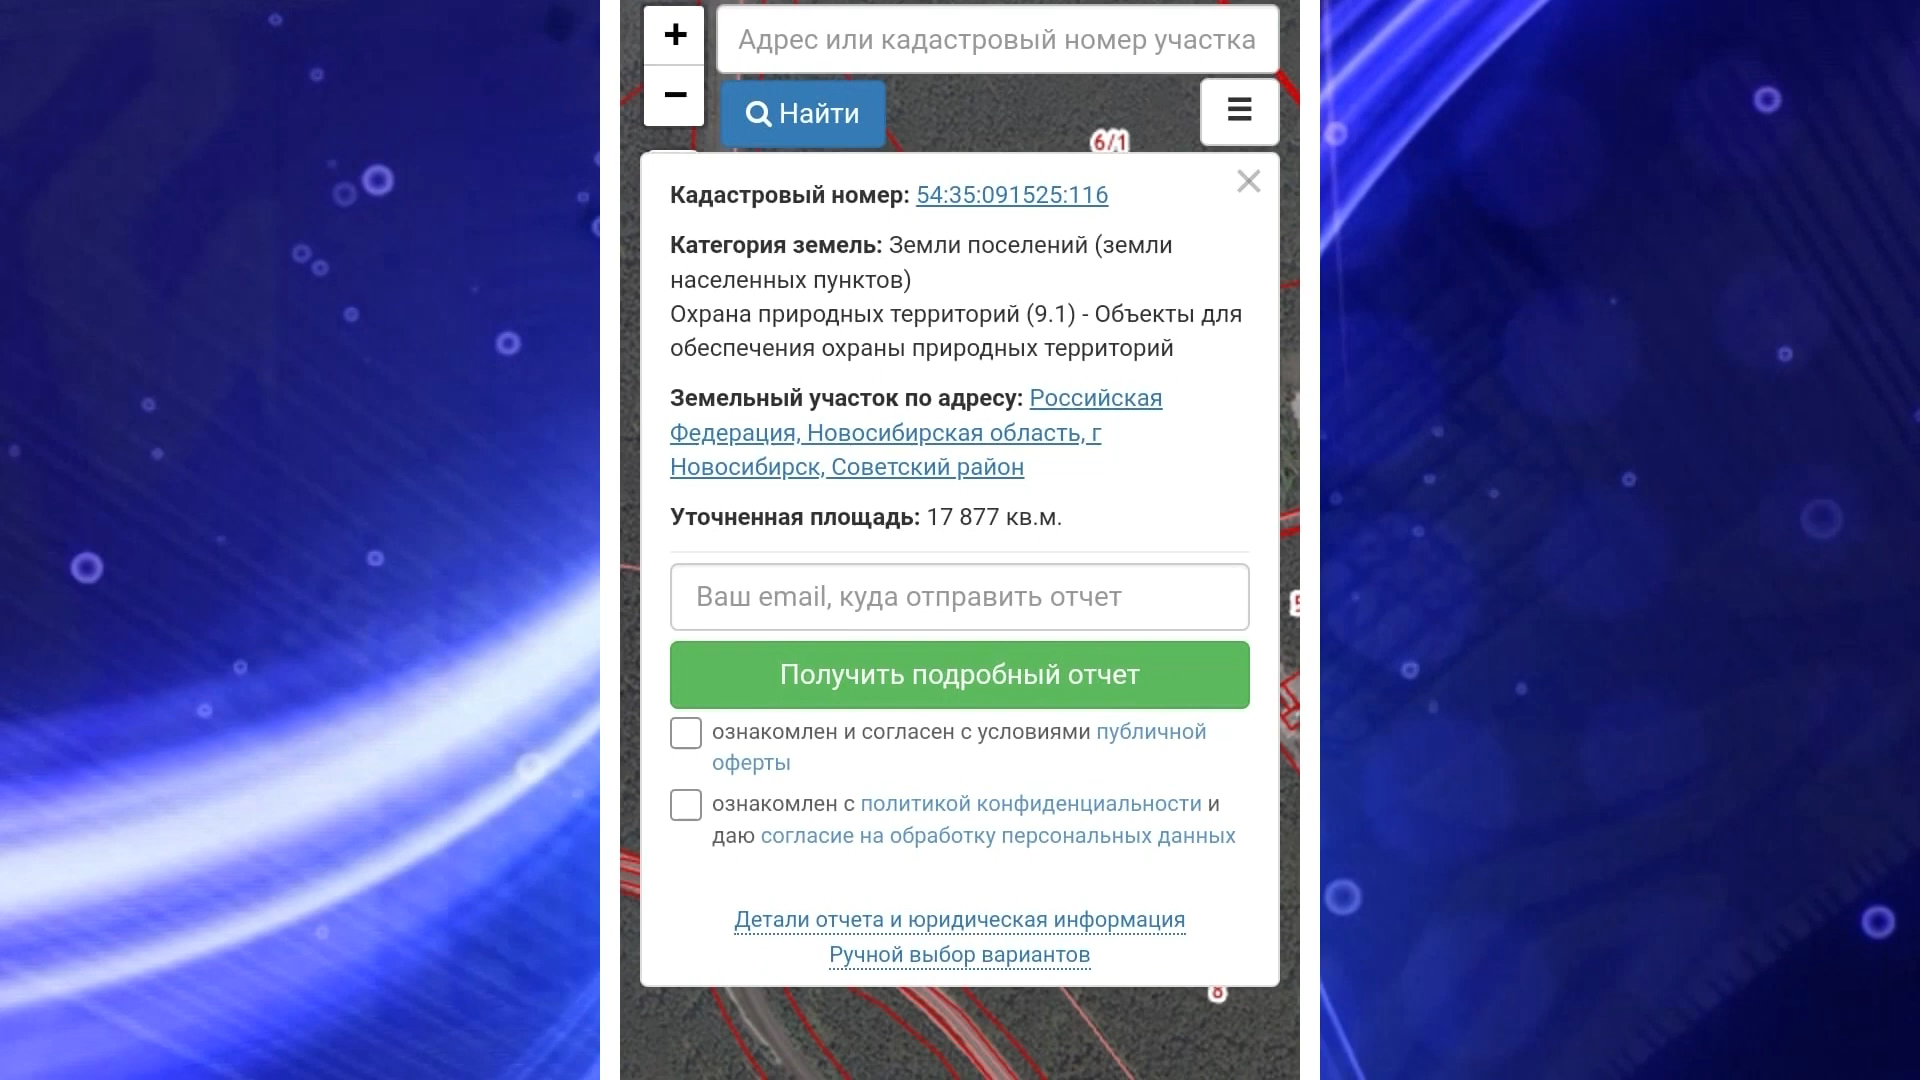 +
Адрес или кадастровый номер участка
−
Найти
6/1
Кадастровый номер: 54:35:091525:116
Категория земель: Земли поселений (земли
населенных пунктов)
Охрана природных территорий (9.1) - Объекты для
обеспечения охраны природных территорий
Земельный участок по адресу: Российская
Федерация, Новосибирская область, г
Новосибирск, Советский район
Уточненная площадь: 17 877 кв.м.
Ваш email, куда отправить отчет
Получить подробный отчет
ознакомлен и согласен с условиями публичной
оферты
ознакомлен с политикой конфиденциальности и
даю согласие на обработку персональных данных
Детали отчета и юридическая информация
Ручной выбор вариантов
8